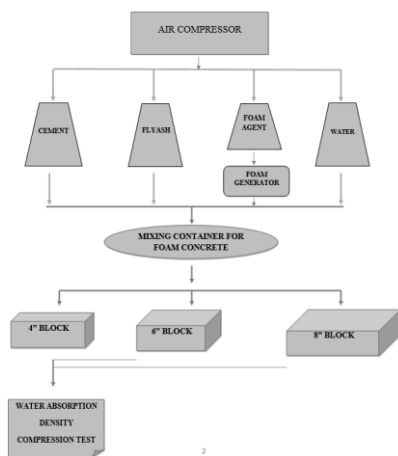 AIR COMPRESSOR
CEMENT
FLYASH
FOAM
AGENT
WATER
FOAM
GENERATOR
MIXING CONTAINER FOR
FOAM CONCRETE
4" BLOCK
6" BLOCK
8" BLOCK
WATER ABSORPTION
DENSITY
COMPRESSION TEST
2